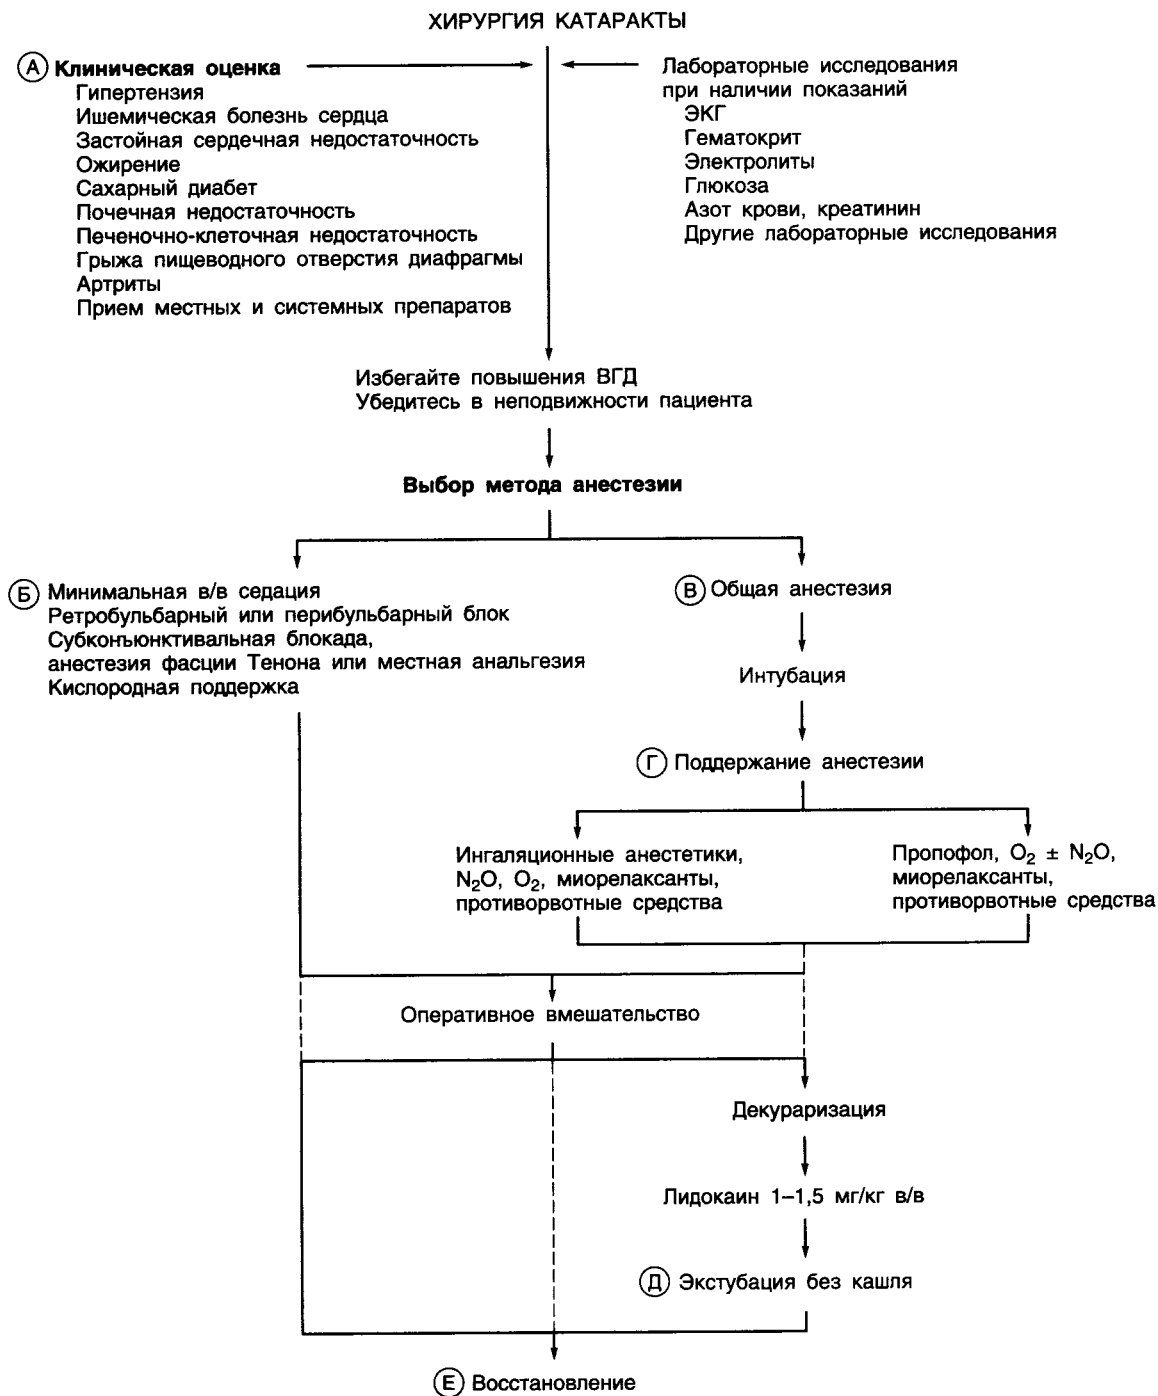 ХИРУРГИЯ КАТАРАКТЫ
А Клиническая оценка
Гипертензия
Ишемическая болезнь сердца
Застойная сердечная недостаточность
Ожирение
Сахарный диабет
Почечная недостаточность
Печеночно-клеточная недостаточность
Грыжа пищеводного отверстия диафрагмы
Артриты
Прием местных и системных препаратов
Лабораторные исследования
при наличии показаний
ЭКГ
Гематокрит
Электролиты
Глюкоза
Азот крови, креатинин
Другие лабораторные исследования
Избегайте повышения ВГД
Убедитесь в неподвижности пациента
Выбор метода анестезии
Б Минимальная в/в седация
Ретробульбарный или перибульбарный блок
Субконъюнктивальная блокада,
анестезия фасции Тенона или местная анальгезия
Кислородная поддержка
В Общая анестезия
Интубация
Г Поддержание анестезии
Ингаляционные анестетики,
N₂O, O₂, миорелаксанты,
противорвотные средства
Пропофол, O₂ ± N₂O,
миорелаксанты,
противорвотные средства
Оперативное вмешательство
Декураризация
Лидокаин 1–1,5 мг/кг в/в
Д Экстубация без кашля
Е Восстановление